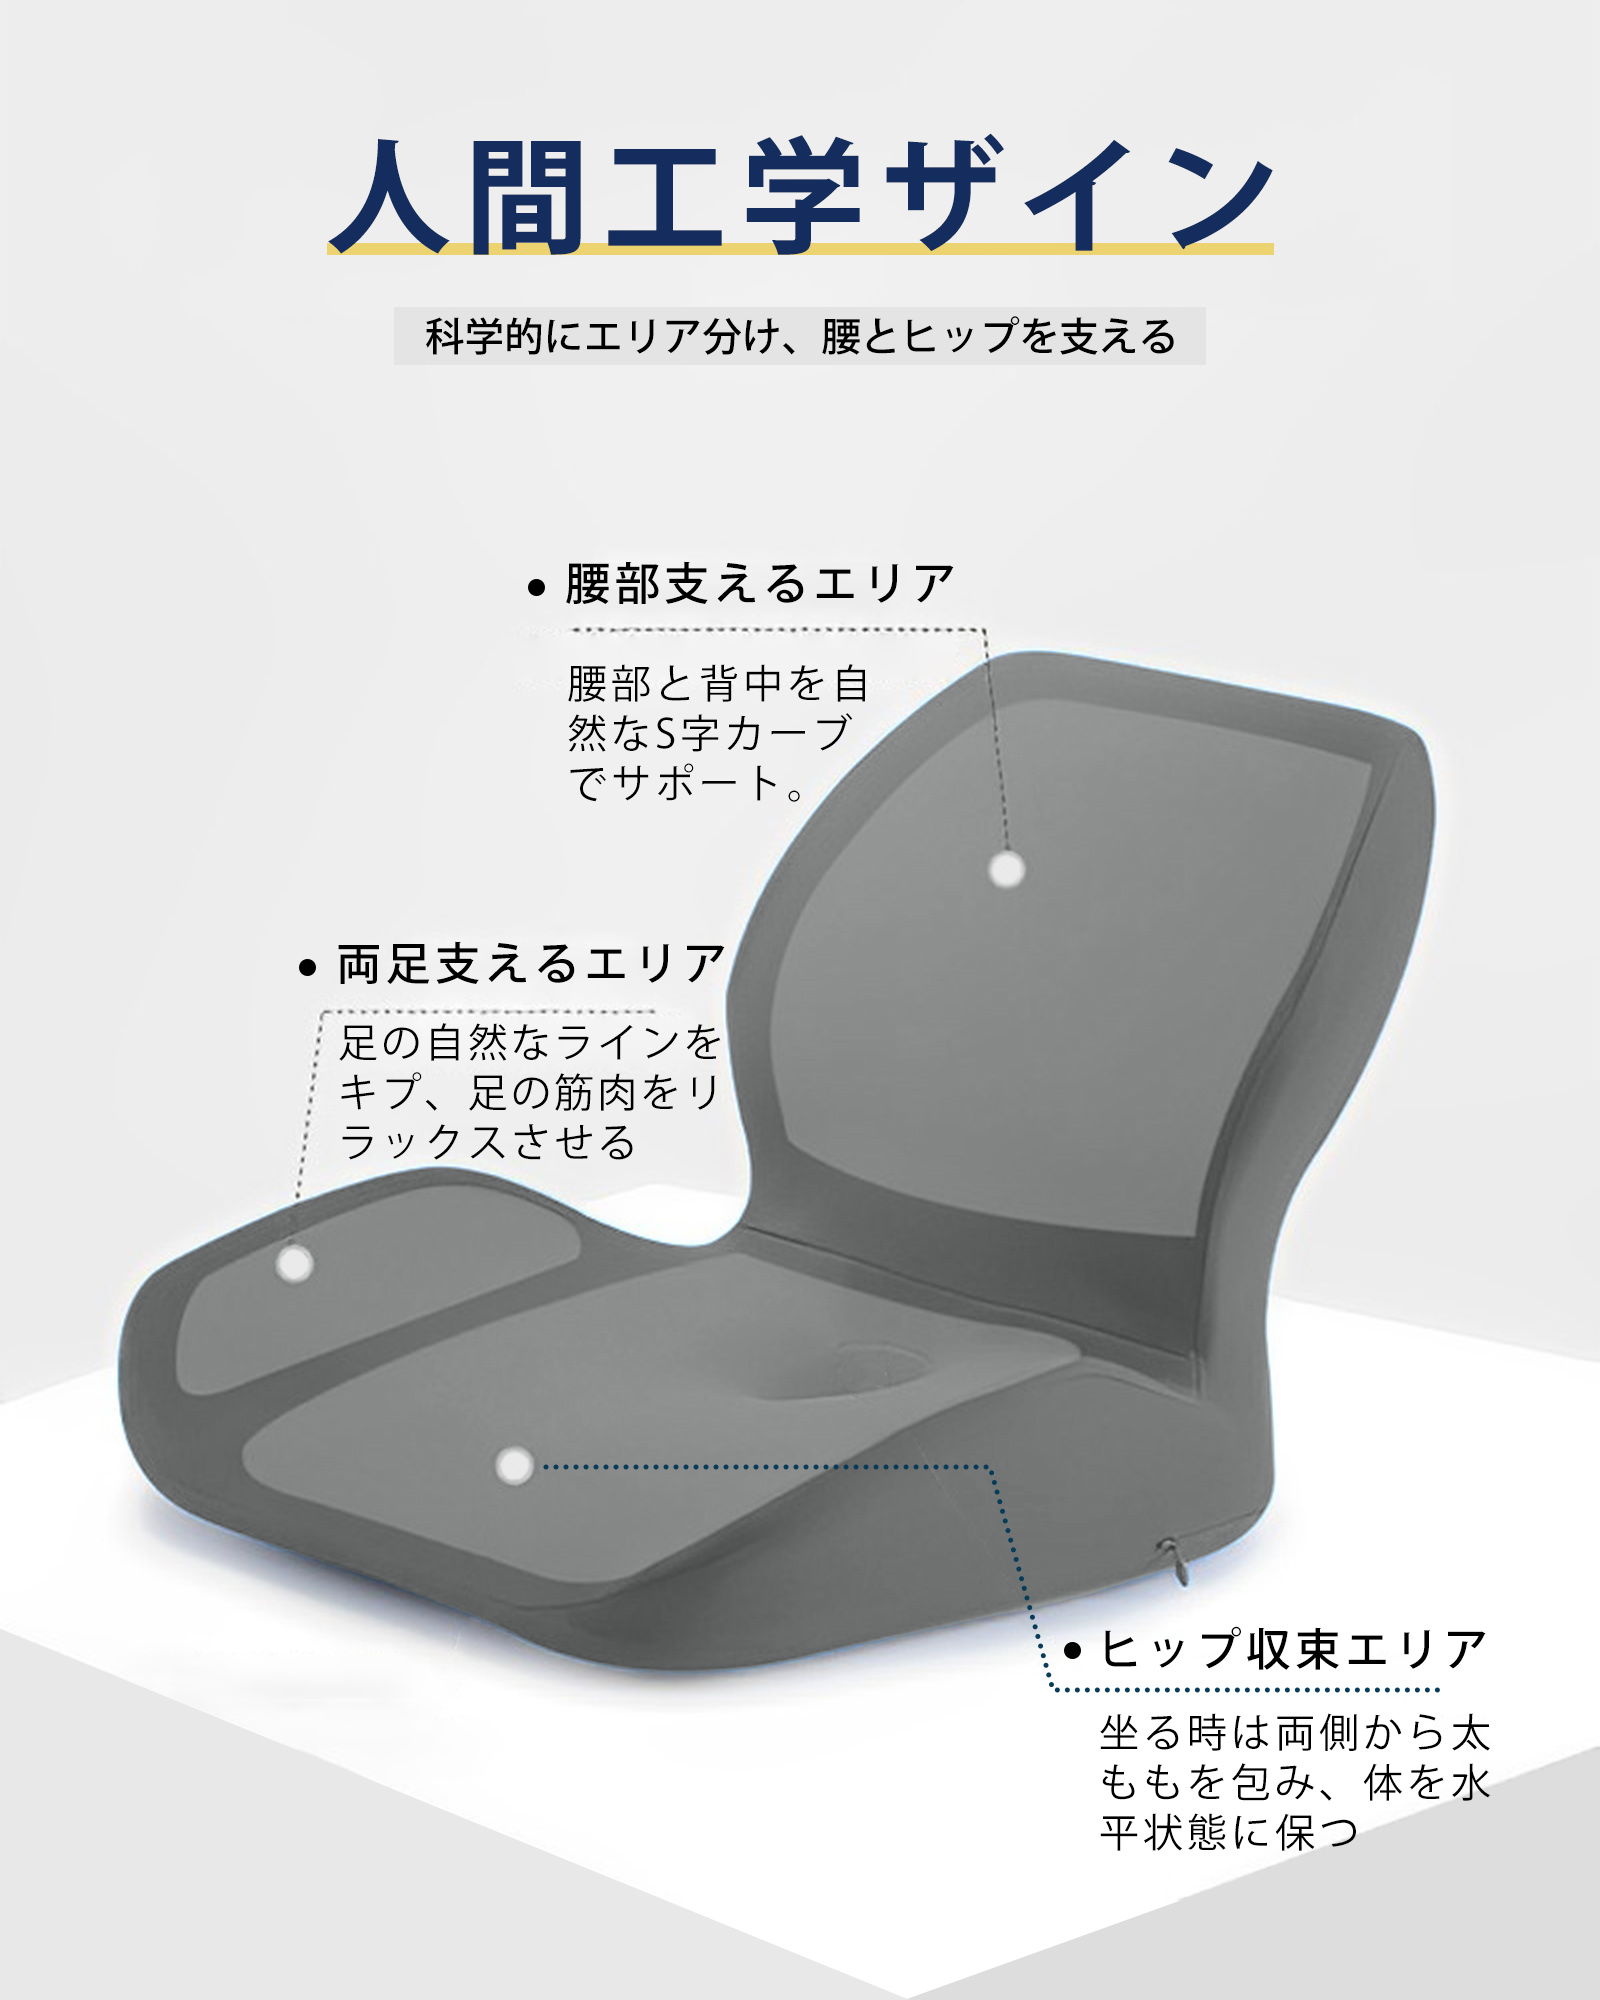 人間工学ザイン
科学的にエリア分け、腰とヒップを支える
● 腰部支えるエリア
腰部と背中を自
然なS字カーブ
でサポート。
● 両足支えるエリア
足の自然なラインを
キプ、足の筋肉をリ
ラックスさせる
● ヒップ収束エリア
坐る時は両側から太
ももを包み、体を水
平状態に保つ